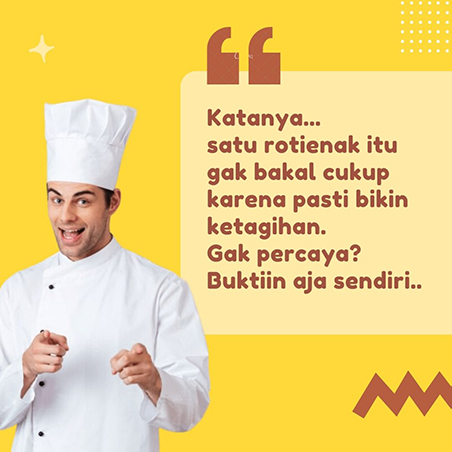 Katanya...
satu rotienak itu
gak bakal cukup
karena pasti bikin
ketagihan.
Gak percaya?
Buktiin aja sendiri..